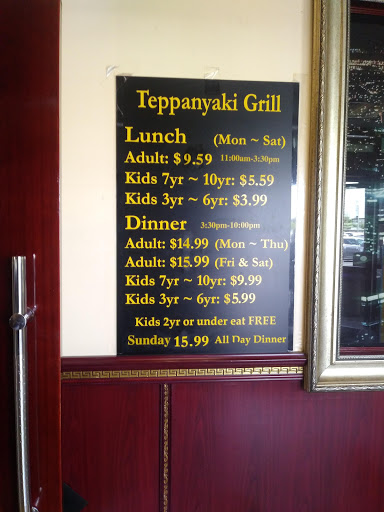 Teppanyaki Grill
Lunch (Mon ~ Sat)
Adult: $9.59 11:00am-3:30pm
Kids 7yr ~ 10yr: $5.59
Kids 3yr ~ 6yr: $3.99
Dinner 3:30pm-10:00pm
Adult: $14.99 (Mon ~ Thu)
Adult: $15.99 (Fri & Sat)
Kids 7yr ~ 10yr: $9.99
Kids 3yr ~ 6yr: $5.99
Kids 2yr or under eat FREE
Sunday 15.99 All Day Dinner